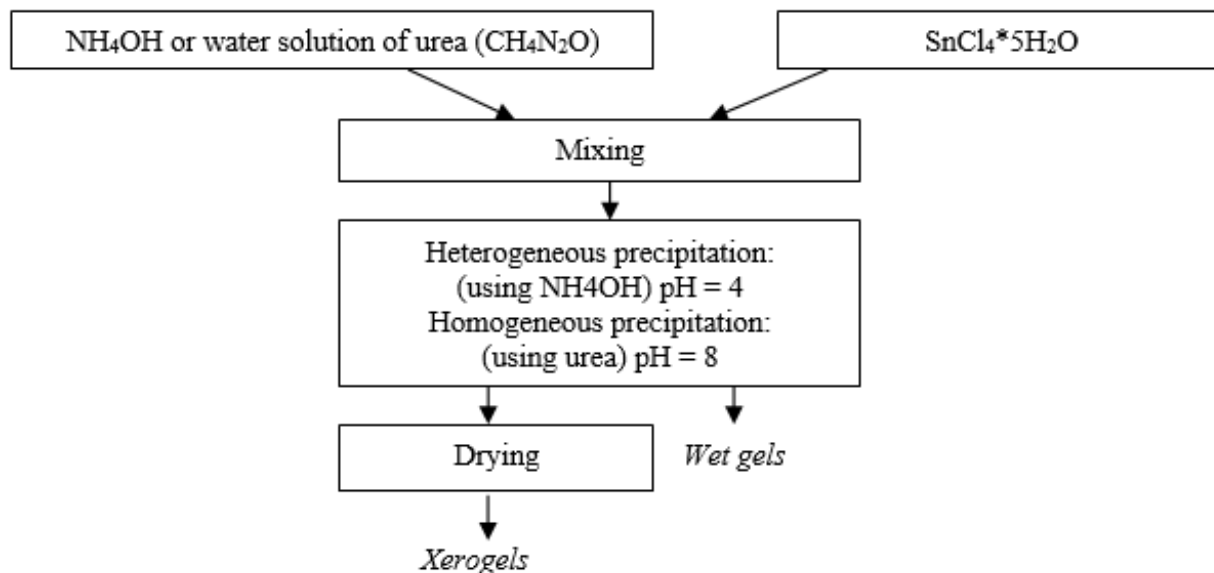 NH₄OH or water solution of urea (CH₄N₂O)
SnCl₄*5H₂O
Mixing
Heterogeneous precipitation:
(using NH4OH) pH = 4
Homogeneous precipitation:
(using urea) pH = 8
Drying
Wet gels
Xerogels